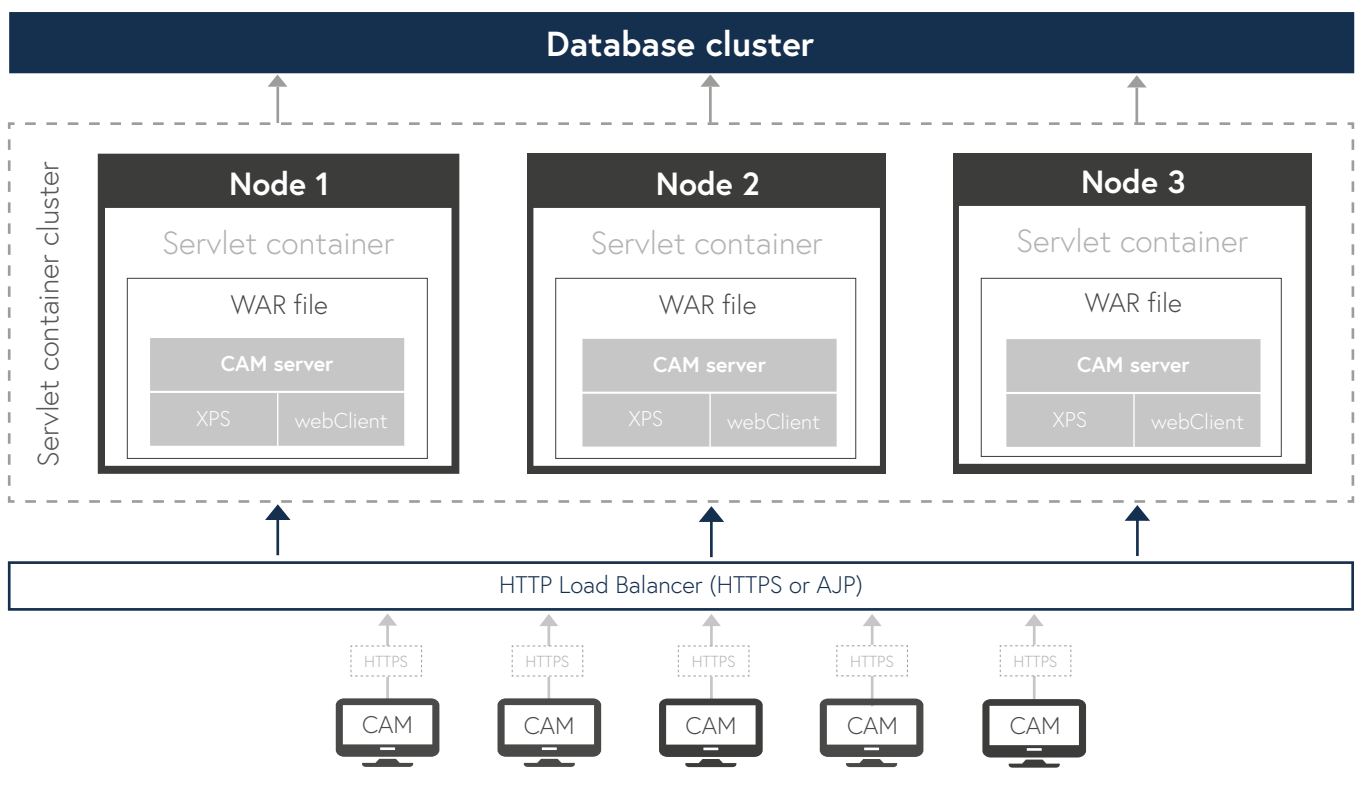 Database cluster
Servlet container cluster
Node 1
Servlet container
WAR file
CAM server
XPS
webClient
Node 2
Servlet container
WAR file
CAM server
XPS
webClient
Node 3
Servlet container
WAR file
CAM server
XPS
webClient
HTTP Load Balancer (HTTPS or AJP)
HTTPS
HTTPS
HTTPS
HTTPS
HTTPS
CAM
CAM
CAM
CAM
CAM